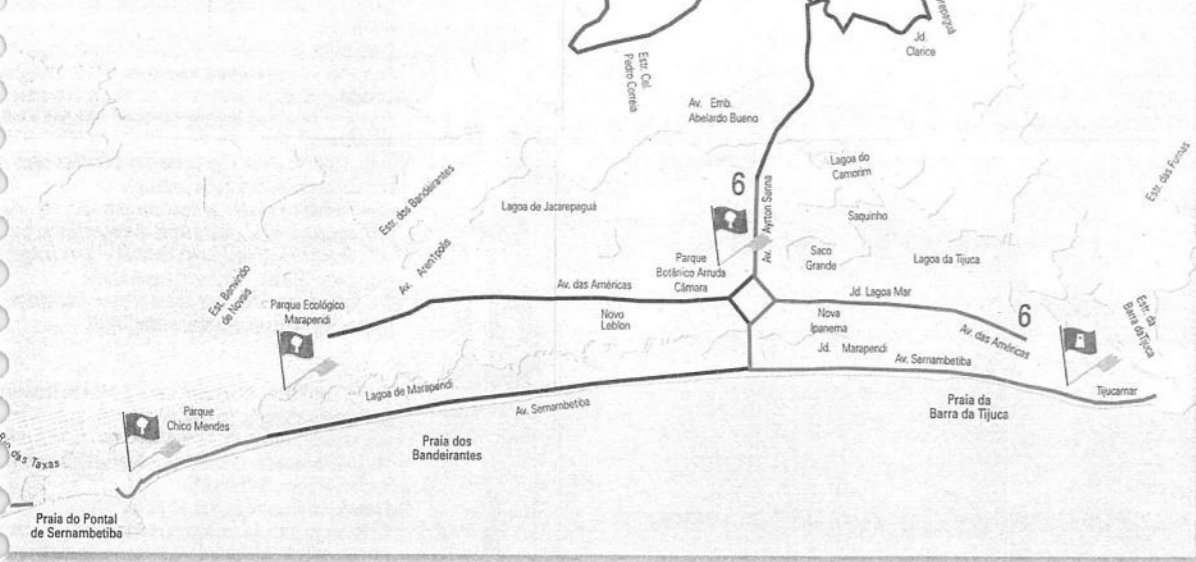 Jd.
Clarice
Estr. Cel.
Pedro Correia
Av. Emb.
Abelardo Bueno
Lagoa do
Camorim
Estr. das Furnas
6
Av. Ayrton Senna
Estr. dos Bandeirantes
Lagoa de Jacarepaguá
Saquinho
Saco
Grande
Lagoa da Tijuca
Parque
Botânico Arruda
Câmara
Est. Benvindo
de Novais
Av. Arenápolis
Parque Ecológico
Marapendi
Av. das Américas
Jd. Lagoa Mar
Novo
Leblon
Nova
Ipanema
6
Av. das Américas
Estr. da
Barra da Tijuca
Jd. Marapendi
Av. Sernambetiba
Lagoa de Marapendi
Tijucamar
Av. Sernambetiba
Praia da
Barra da Tijuca
Parque
Chico Mendes
Praia dos
Bandeirantes
das Taxas
Praia do Pontal
de Sernambetiba